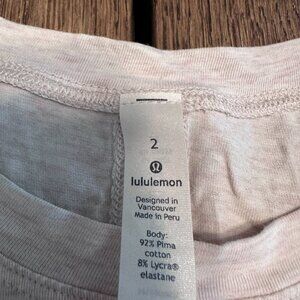 2
lululemon
Designed in
Vancouver
Made in Peru
Body:
92% Pima
cotton
8% Lycra®
elastane